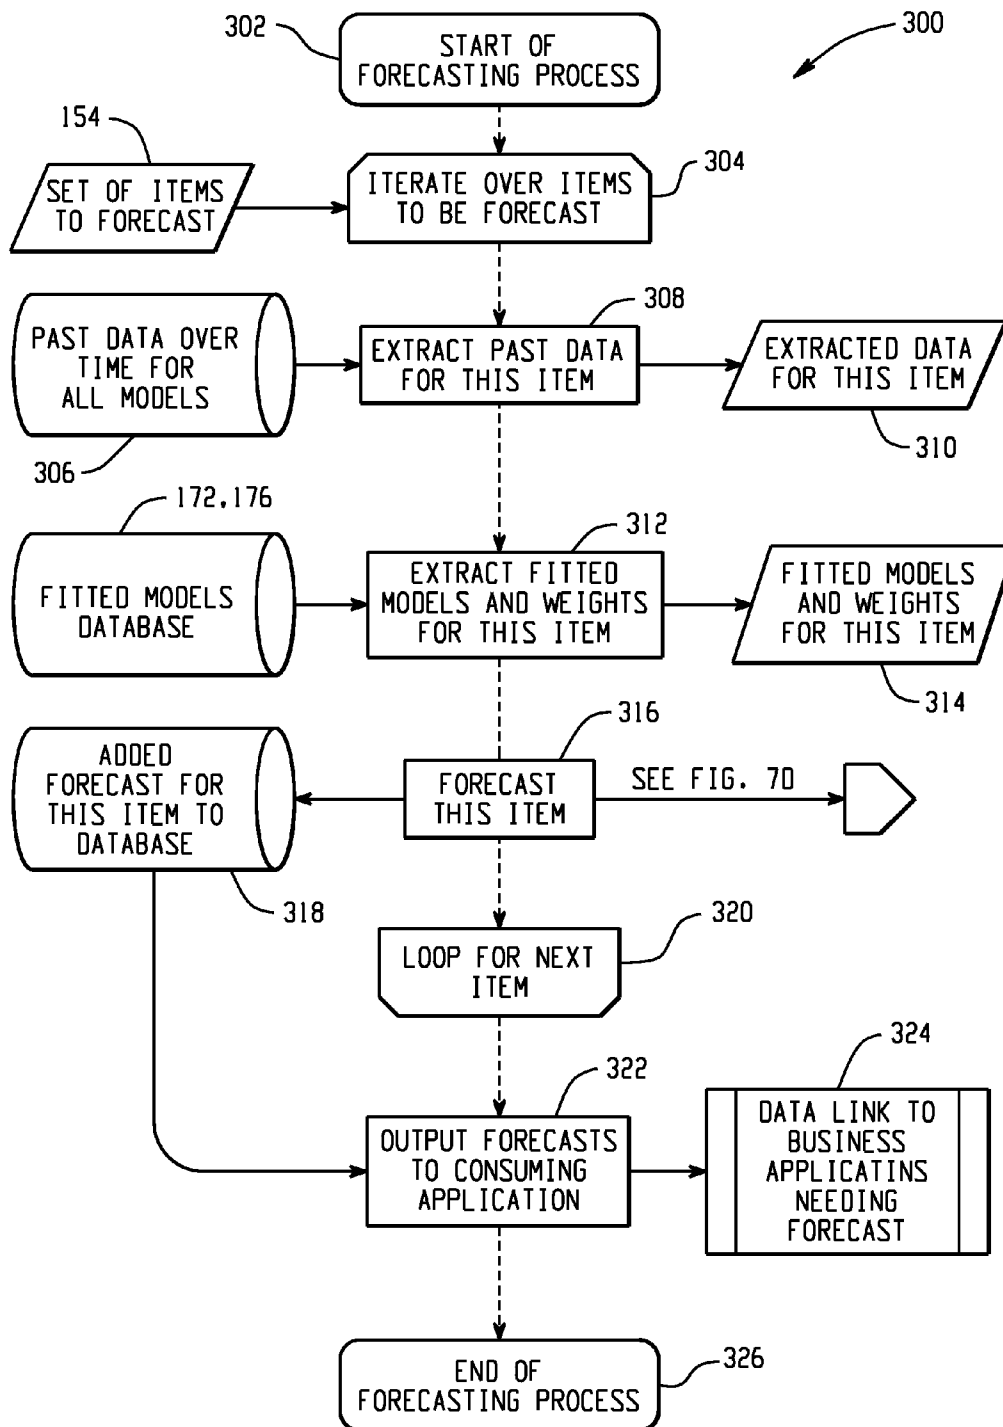 302
START OF
FORECASTING PROCESS
300
154
SET OF ITEMS
TO FORECAST
ITERATE OVER ITEMS
TO BE FORECAST
304
PAST DATA OVER
TIME FOR
ALL MODELS
306
308
EXTRACT PAST DATA
FOR THIS ITEM
EXTRACTED DATA
FOR THIS ITEM
310
172,176
FITTED MODELS
DATABASE
312
EXTRACT FITTED
MODELS AND WEIGHTS
FOR THIS ITEM
FITTED MODELS
AND WEIGHTS
FOR THIS ITEM
314
ADDED
FORECAST FOR
THIS ITEM TO
DATABASE
318
316
FORECAST
THIS ITEM
SEE FIG. 7D
320
LOOP FOR NEXT
ITEM
322
OUTPUT FORECASTS
TO CONSUMING
APPLICATION
324
DATA LINK TO
BUSINESS
APPLICATINS
NEEDING
FORECAST
END OF
FORECASTING PROCESS
326